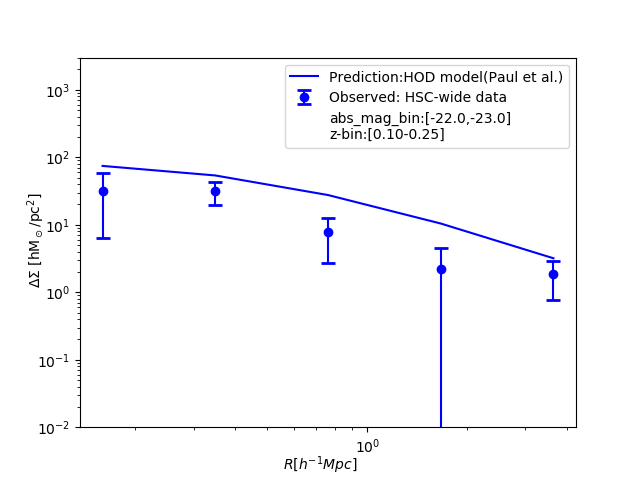 Prediction:HOD model(Paul et al.)
Observed: HSC-wide data
abs_mag_bin:[-22.0,-23.0]
z-bin:[0.10-0.25]
10³
10²
10¹
10⁰
10⁻¹
10⁻²
ΔΣ [hM☉/pc²]
10⁰
R[h⁻¹Mpc]